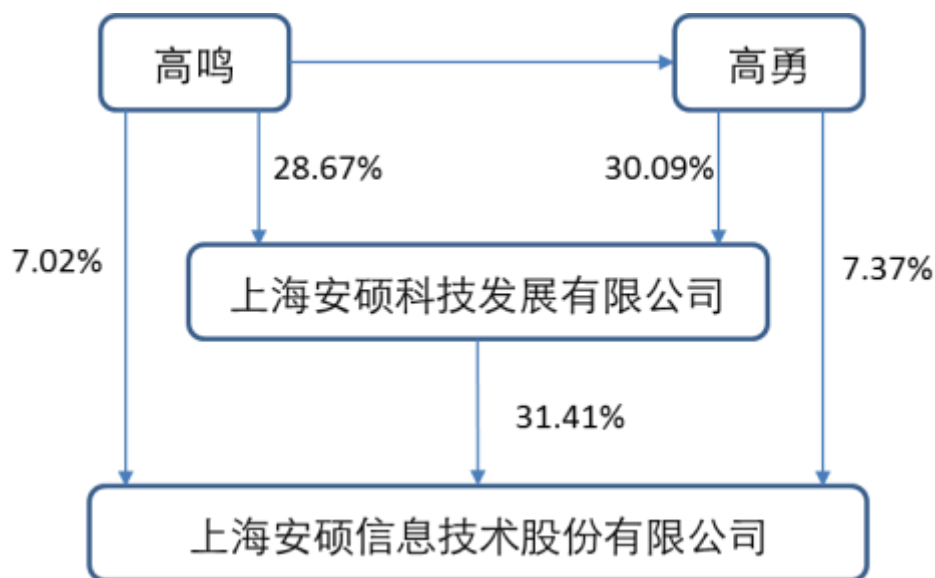 高鸣
高勇
28.67%
30.09%
7.02%
7.37%
上海安硕科技发展有限公司
31.41%
上海安硕信息技术股份有限公司